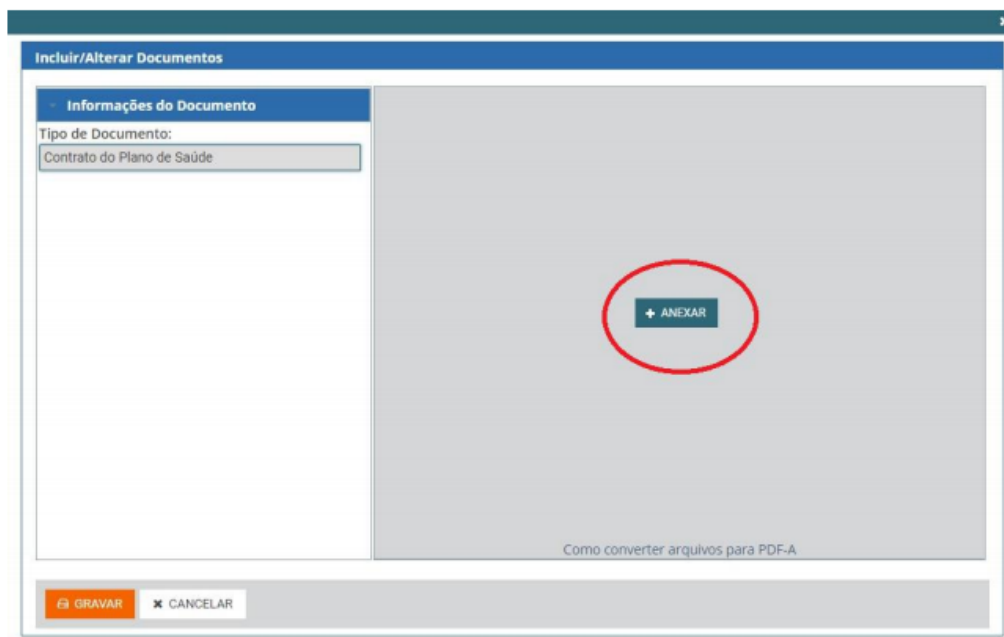 Incluir/Alterar Documentos
Informações do Documento
Tipo de Documento:
Contrato do Plano de Saúde
+ ANEXAR
Como converter arquivos para PDF-A
GRAVAR
✖ CANCELAR